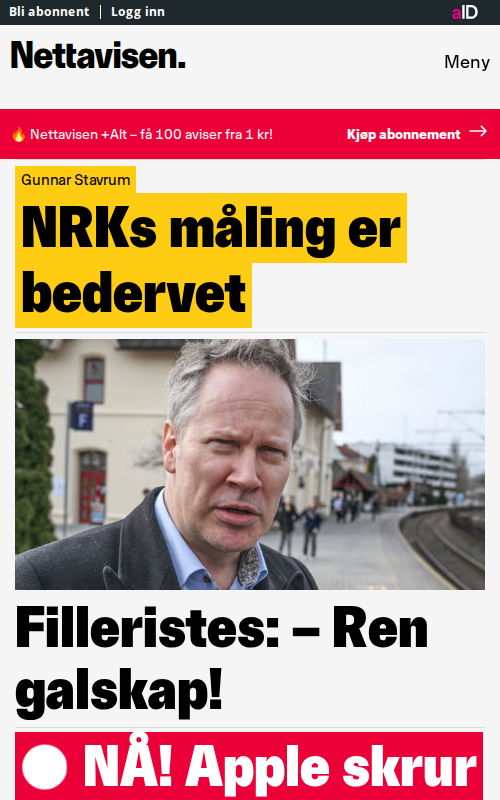 Bli abonnent | Logg inn
aID
Nettavisen.
Meny
🔥 Nettavisen +Alt – få 100 aviser fra 1 kr!
Kjøp abonnement →
Gunnar Stavrum
NRKs måling er
bedervet
F
Filleristes: – Ren
galskap!
NÅ! Apple skrur